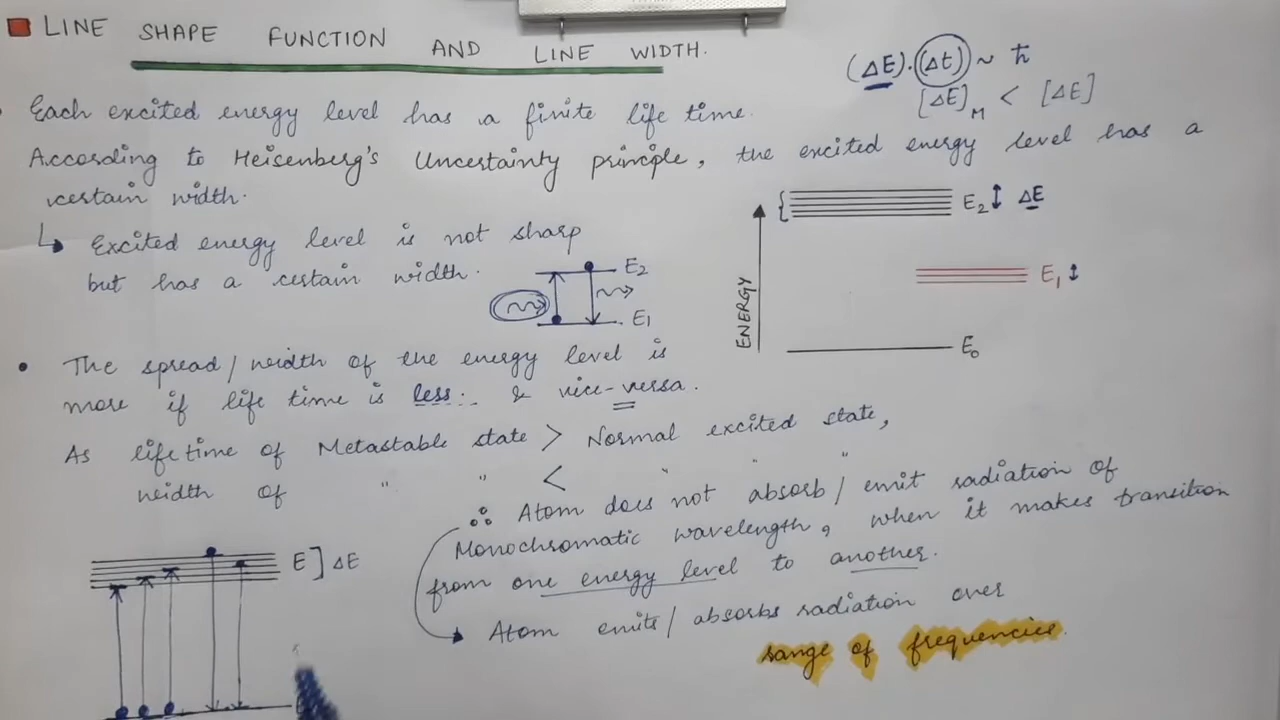 LINE SHAPE FUNCTION AND LINE WIDTH.
(ΔE).(Δt) ~ ħ
[ΔE]M < [ΔE]
Each excited energy level has a finite life time.
According to Heisenberg's Uncertainty principle, the excited energy level has a
certain width.
↳ Excited energy level is not sharp
but has a certain width.
E2
E1
ENERGY
E2 ↕ ΔE
E1 ↕
E0
• The spread/width of the energy level is
more if life time is less. & vice-versa.
As lifetime of Metastable state > Normal excited state,
width of " " < " " "
∴ Atom does not absorb/emit radiation of
Monochromatic wavelength, when it makes transition
from one energy level to another.
→ Atom emits/absorbs radiation over
range of frequencies.
E ] ΔE